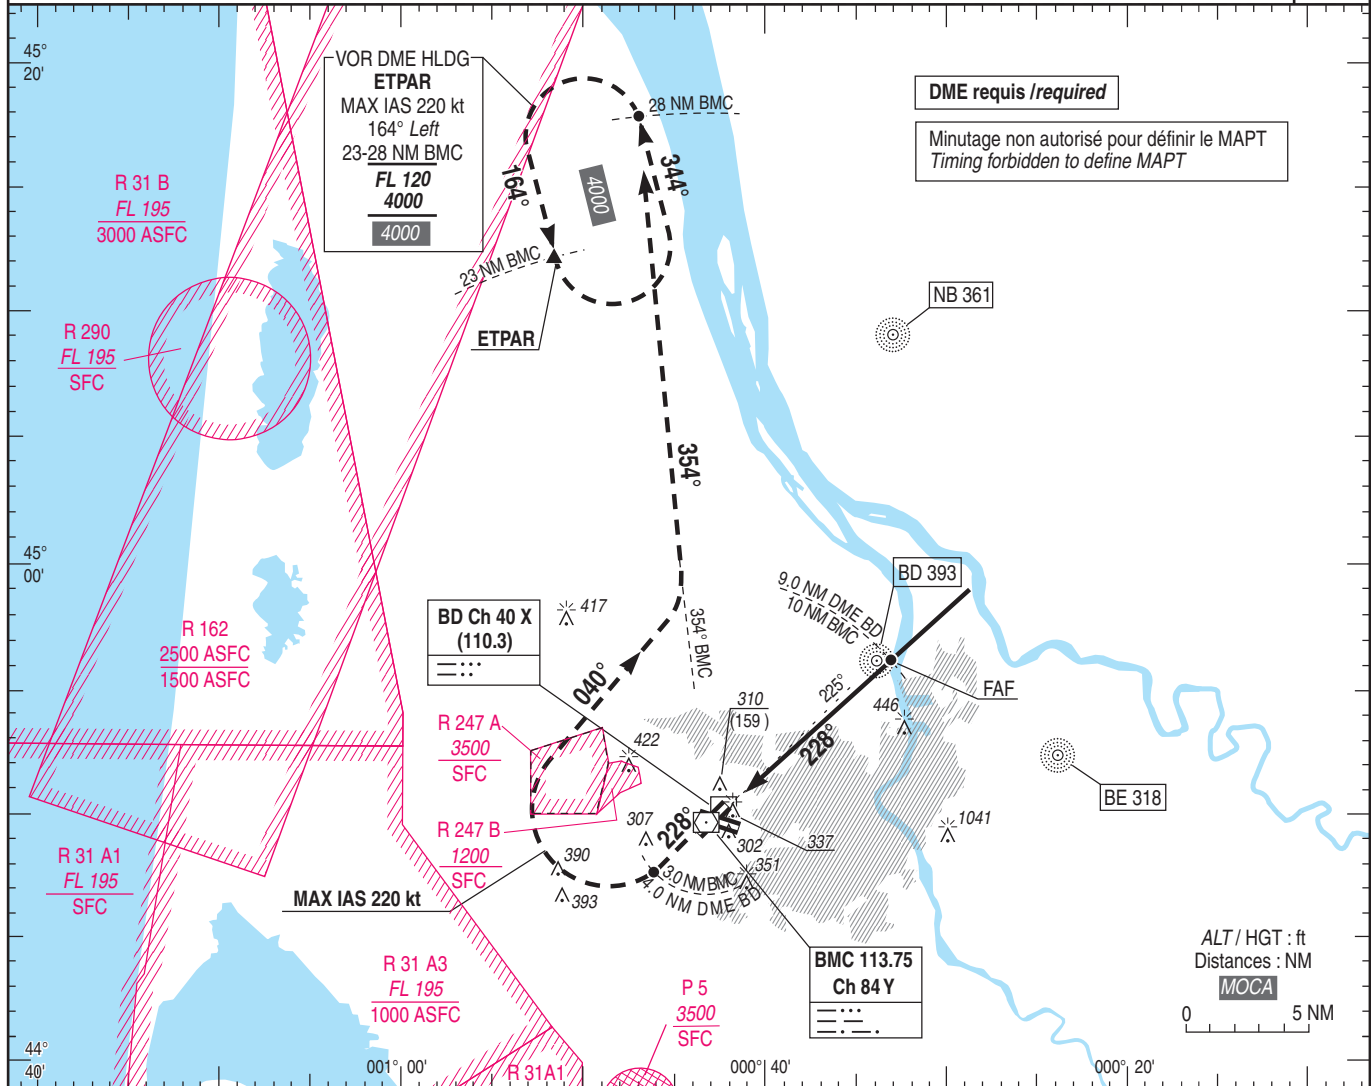 45°
20'
VOR DME HLDG
ETPAR
MAX IAS 220 kt
164° Left
23-28 NM BMC
FL 120
4000
4000
28 NM BMC
DME requis /required
Minutage non autorisé pour définir le MAPT
Timing forbidden to define MAPT
164°
4000
344°
R 31 B
FL 195
3000 ASFC
23 NM BMC
NB 361
R 290
FL 195
SFC
ETPAR
354°
45°
00'
BD 393
9.0 NM DME BD
10 NM BMC
417
BD Ch 40 X
(110.3)
354° BMC
R 162
2500 ASFC
1500 ASFC
040°
FAF
225°
310
(159 )
446
R 247 A
3500
SFC
422
228°
BE 318
R 247 B
1200
SFC
307
228°
302
337
1041
R 31 A1
FL 195
SFC
390
393
3.0 NM BMC
4.0 NM DME BD
351
MAX IAS 220 kt
ALT / HGT : ft
Distances : NM
MOCA
0
5 NM
BMC 113.75
Ch 84 Y
R 31 A3
FL 195
1000 ASFC
P 5
3500
SFC
44°
40'
001° 00'
R 31A1
000° 40'
000° 20'